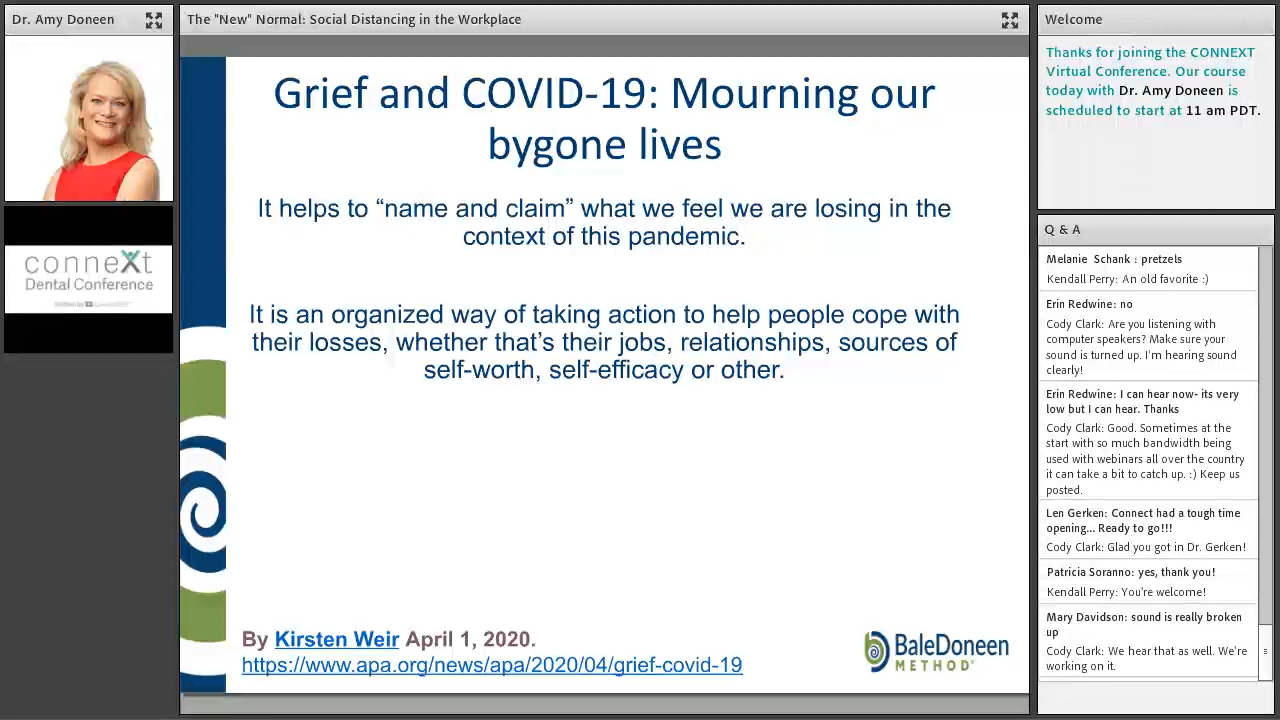 Dr. Amy Doneen
The "New" Normal: Social Distancing in the Workplace
Grief and COVID-19: Mourning our
bygone lives
It helps to “name and claim” what we feel we are losing in the
context of this pandemic.
It is an organized way of taking action to help people cope with
their losses, whether that’s their jobs, relationships, sources of
self-worth, self-efficacy or other.
By Kirsten Weir April 1, 2020.
https://www.apa.org/news/apa/2020/04/grief-covid-19
BaleDoneen
METHOD®
conneXt
Dental Conference
Welcome
Thanks for joining the CONNEXT
Virtual Conference. Our course
today with Dr. Amy Doneen is
scheduled to start at 11 am PDT.
Q & A
Melanie Schank : pretzels
Kendall Perry: An old favorite :)
Erin Redwine: no
Cody Clark: Are you listening with
computer speakers? Make sure your
sound is turned up. I'm hearing sound
clearly!
Erin Redwine: I can hear now- its very
low but I can hear. Thanks
Cody Clark: Good. Sometimes at the
start with so much bandwidth being
used with webinars all over the country
it can take a bit to catch up. :) Keep us
posted.
Len Gerken: Connect had a tough time
opening... Ready to go!!!
Cody Clark: Glad you got in Dr. Gerken!
Patricia Soranno: yes, thank you!
Kendall Perry: You're welcome!
Mary Davidson: sound is really broken
up
Cody Clark: We hear that as well. We're
working on it.